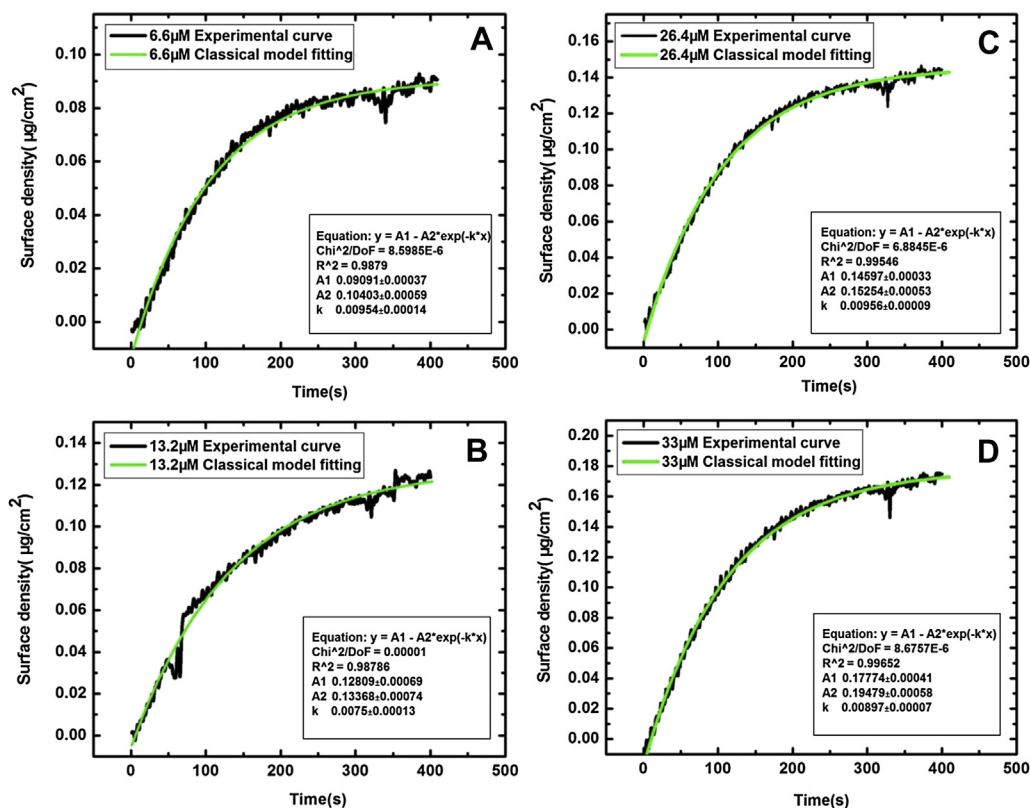 6.6µM Experimental curve
6.6µM Classical model fitting
A
0.10
0.08
0.06
0.04
0.02
0.00
Surface density( µg/cm²)
Equation: y = A1 - A2*exp(-k*x)
Chi^2/DoF = 8.5985E-6
R^2 = 0.9879
A1 0.09091±0.00037
A2 0.10403±0.00059
k 0.00954±0.00014
0 100 200 300 400 500
Time(s)
26.4µM Experimental curve
26.4µM Classical model fitting
C
0.16
0.14
0.12
0.10
0.08
0.06
0.04
0.02
0.00
Surface density( µg/cm²)
Equation: y = A1 - A2*exp(-k*x)
Chi^2/DoF = 6.8845E-6
R^2 = 0.99546
A1 0.14597±0.00033
A2 0.15254±0.00053
k 0.00956±0.00009
0 100 200 300 400 500
Time(s)
13.2µM Experimental curve
13.2µM Classical model fitting
B
0.14
0.12
0.10
0.08
0.06
0.04
0.02
0.00
Surface density( µg/cm²)
Equation: y = A1 - A2*exp(-k*x)
Chi^2/DoF = 0.00001
R^2 = 0.98786
A1 0.12809±0.00069
A2 0.13368±0.00074
k 0.0075±0.00013
0 100 200 300 400 500
Time(s)
33µM Experimental curve
33µM Classical model fitting
D
0.20
0.18
0.16
0.14
0.12
0.10
0.08
0.06
0.04
0.02
0.00
Surface density( µg/cm²)
Equation: y = A1 - A2*exp(-k*x)
Chi^2/DoF = 8.6757E-6
R^2 = 0.99652
A1 0.17774±0.00041
A2 0.19479±0.00058
k 0.00897±0.00007
0 100 200 300 400 500
Time(s)